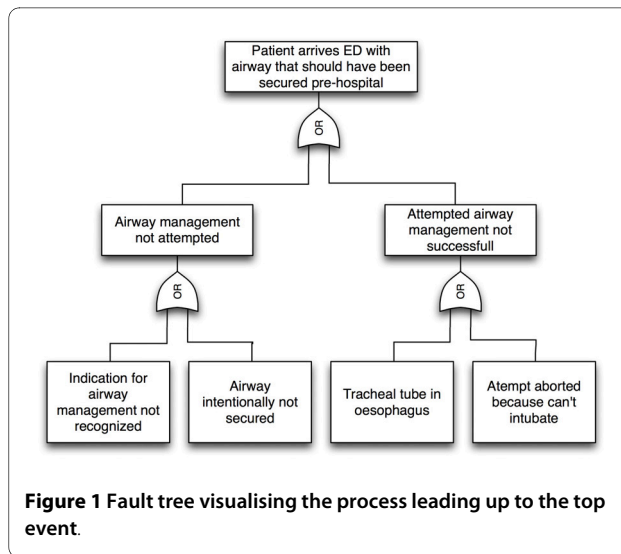 Patient arrives ED with
airway that should have been
secured pre-hospital
OR
Airway management
not attempted
Attempted airway
management not
successfull
OR
OR
Indication for
airway
management not
recognized
Airway
intentionally not
secured
Tracheal tube in
oesophagus
Atempt aborted
because can't
intubate
Figure 1 Fault tree visualising the process leading up to the top
event.